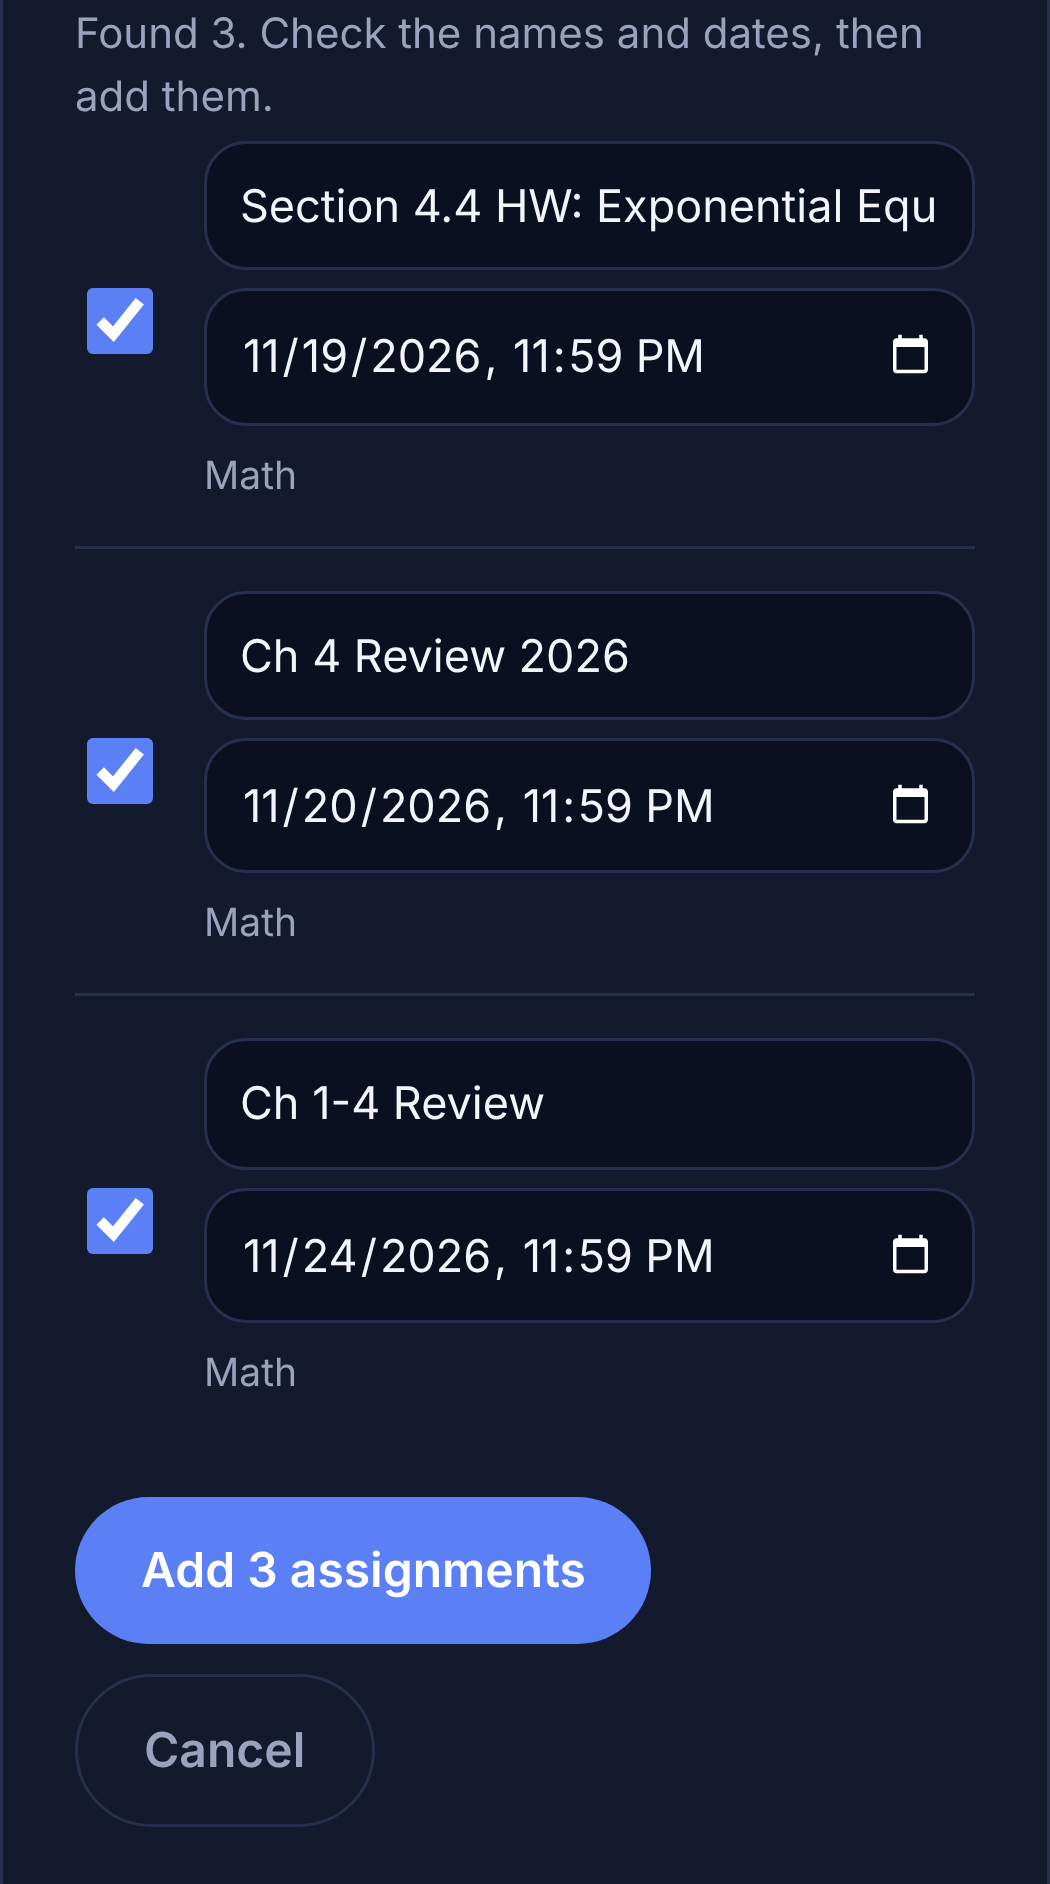 Found 3. Check the names and dates, then
add them.
Section 4.4 HW: Exponential Equ
11/19/2026, 11:59 PM
Math
Ch 4 Review 2026
11/20/2026, 11:59 PM
Math
Ch 1-4 Review
11/24/2026, 11:59 PM
Math
Add 3 assignments
Cancel